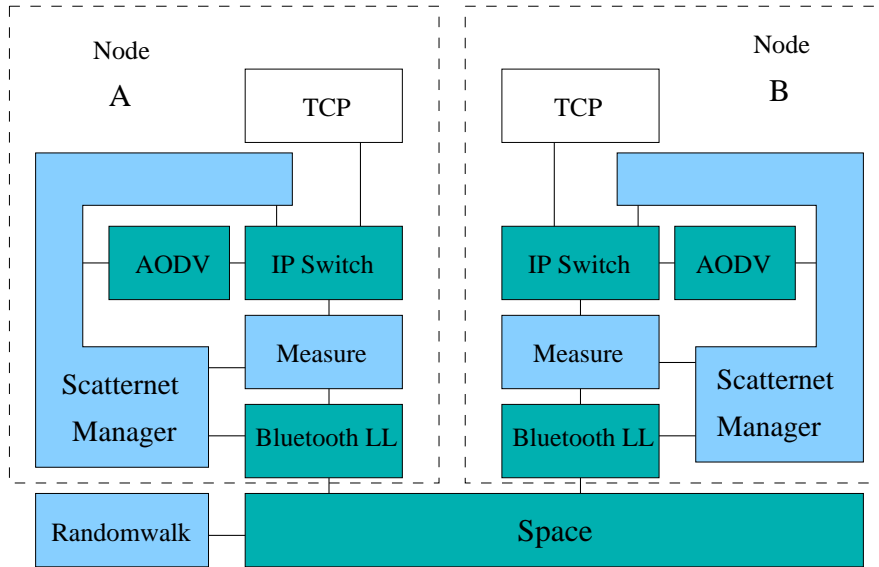 Node
A
TCP
AODV
IP Switch
Measure
Scatternet
Manager
Bluetooth LL
Node
B
TCP
IP Switch
AODV
Measure
Scatternet
Manager
Bluetooth LL
Randomwalk
Space